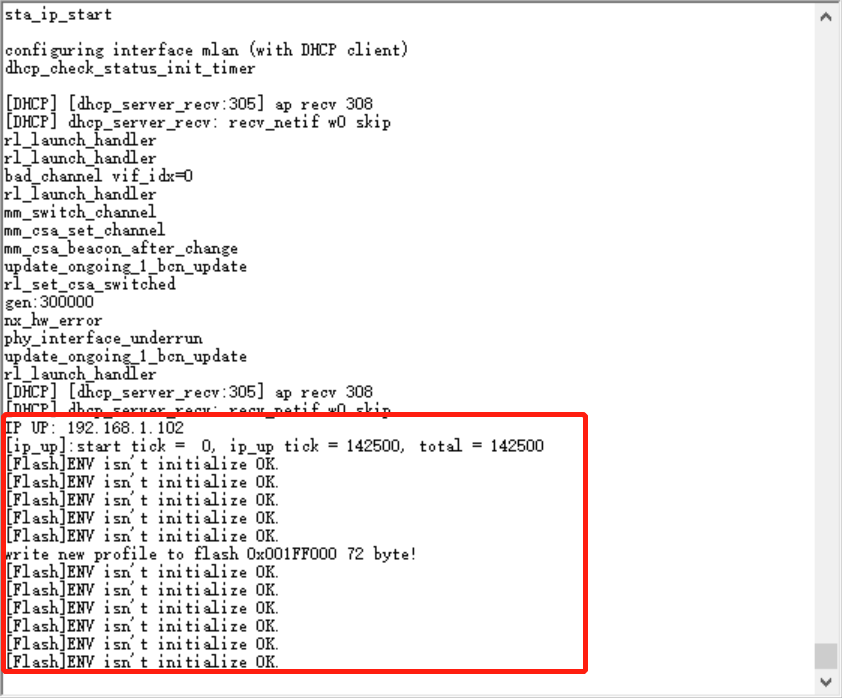 sta_ip_start
configuring interface mlan (with DHCP client)
dhcp_check_status_init_timer
[DHCP] [dhcp_server_recv:305] ap recv 308
[DHCP] dhcp_server_recv: recv_netif w0 skip
rl_launch_handler
rl_launch_handler
bad_channel vif_idx=0
rl_launch_handler
mm_switch_channel
mm_csa_set_channel
mm_csa_beacon_after_change
update_ongoing_1_bcn_update
rl_set_csa_switched
gen:300000
nx_hw_error
phy_interface_underrun
update_ongoing_1_bcn_update
rl_launch_handler
[DHCP] [dhcp_server_recv:305] ap recv 308
[DHCP] dhcp_server_recv: recv_netif w0 skip
IP UP: 192.168.1.102
[ip_up]:start tick =  0, ip_up tick = 142500, total = 142500
[Flash]ENV isn't initialize OK.
[Flash]ENV isn't initialize OK.
[Flash]ENV isn't initialize OK.
[Flash]ENV isn't initialize OK.
[Flash]ENV isn't initialize OK.
write new profile to flash 0x001FF000 72 byte!
[Flash]ENV isn't initialize OK.
[Flash]ENV isn't initialize OK.
[Flash]ENV isn't initialize OK.
[Flash]ENV isn't initialize OK.
[Flash]ENV isn't initialize OK.
[Flash]ENV isn't initialize OK.